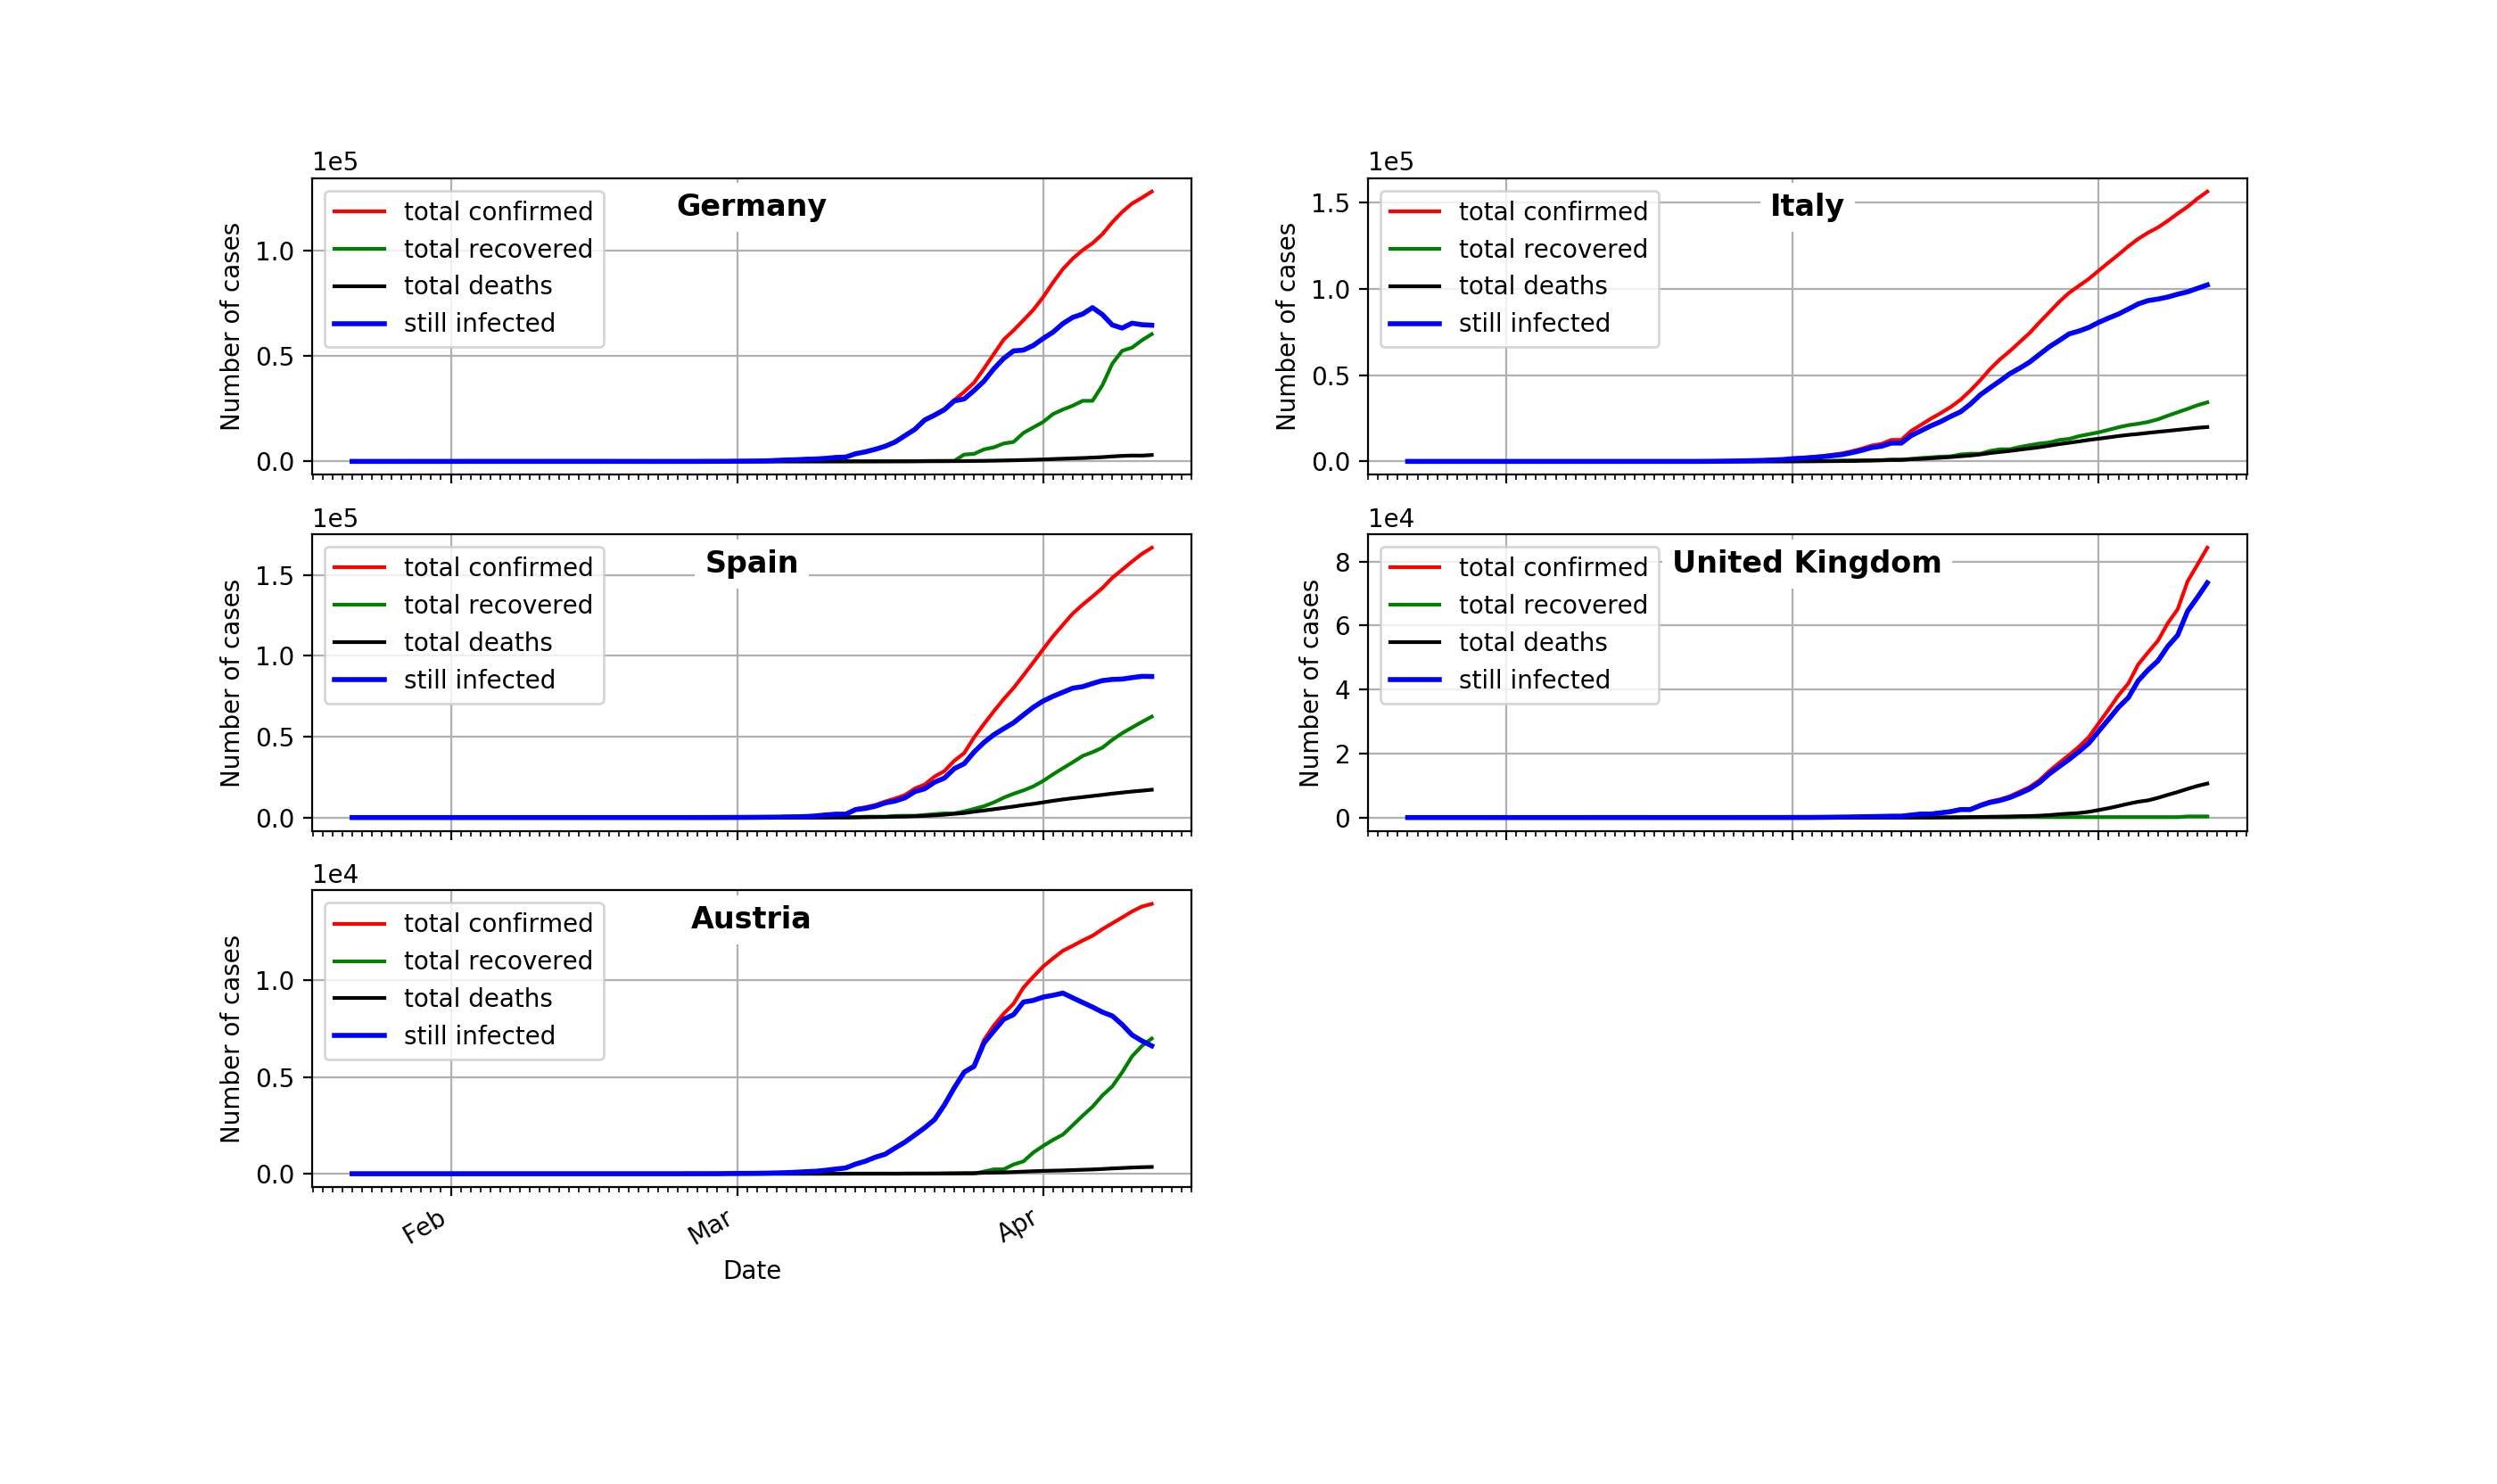 1e5
Germany
total confirmed
total recovered
total deaths
still infected
Number of cases
1.0
0.5
0.0
1e5
Italy
total confirmed
total recovered
total deaths
still infected
Number of cases
1.5
1.0
0.5
0.0
1e5
Spain
total confirmed
total recovered
total deaths
still infected
Number of cases
1.5
1.0
0.5
0.0
1e4
United Kingdom
total confirmed
total recovered
total deaths
still infected
Number of cases
8
6
4
2
0
1e4
Austria
total confirmed
total recovered
total deaths
still infected
Number of cases
1.0
0.5
0.0
Feb
Mar
Apr
Date